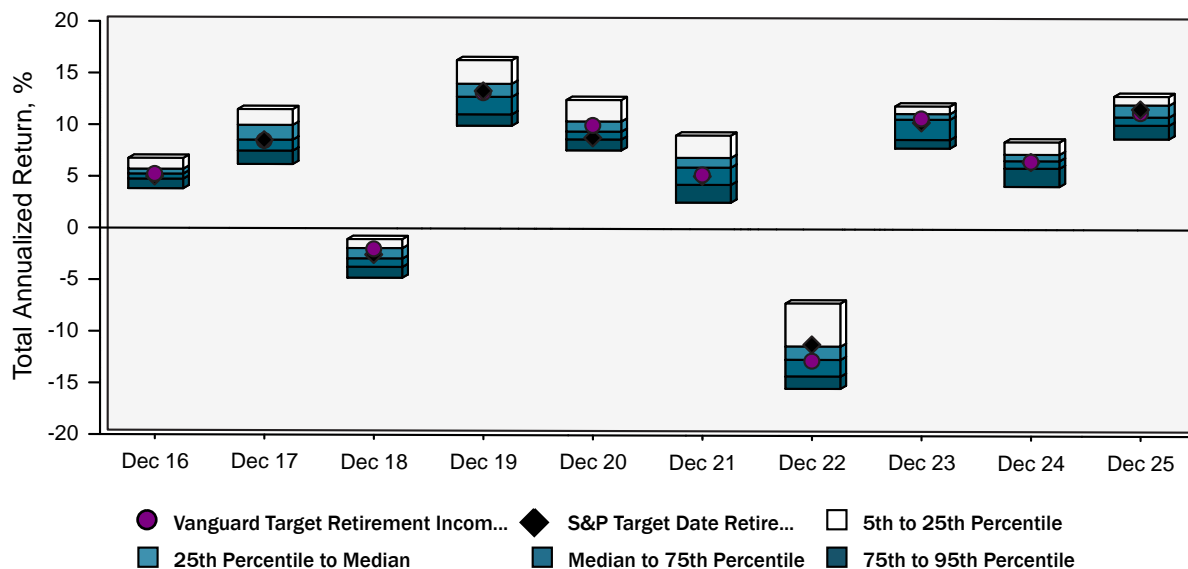 Total Annualized Return, %
20
15
10
5
0
-5
-10
-15
-20
Dec 16 Dec 17 Dec 18 Dec 19 Dec 20 Dec 21 Dec 22 Dec 23 Dec 24 Dec 25
Vanguard Target Retirement Incom... S&P Target Date Retire... 5th to 25th Percentile
25th Percentile to Median Median to 75th Percentile 75th to 95th Percentile